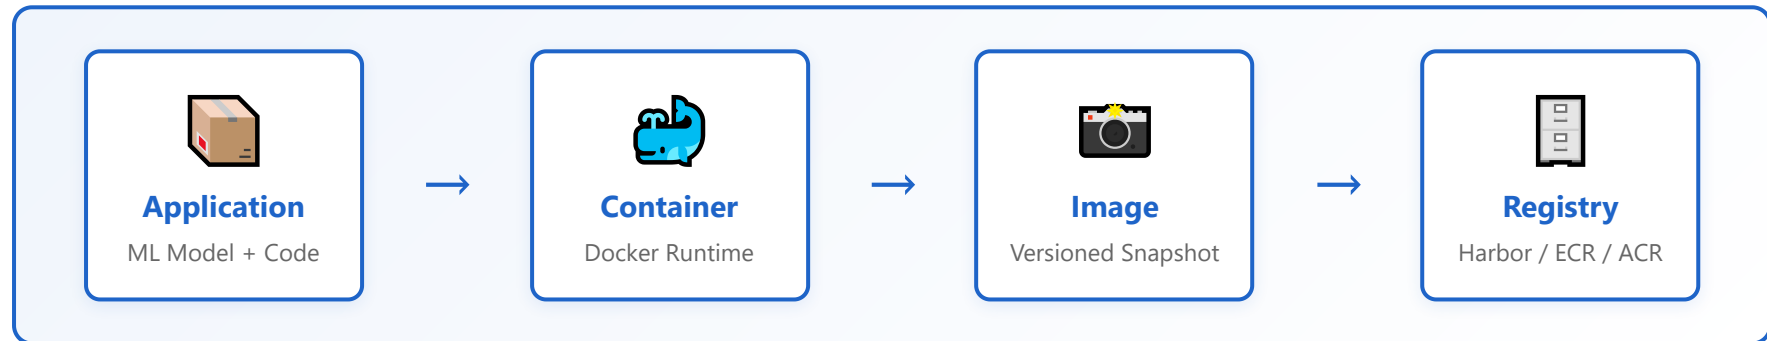 Application
ML Model + Code
→
Container
Docker Runtime
→
Image
Versioned Snapshot
→
Registry
Harbor / ECR / ACR